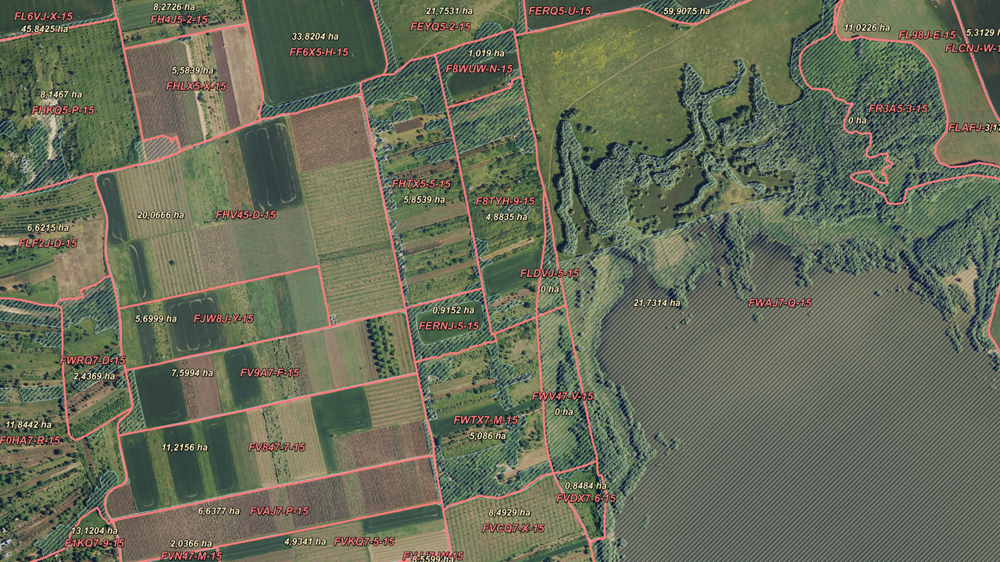 8,2726 ha
FH4J5-2-15
FL6VJ-X-15
45,8425 ha
21,7531 ha
FEYQ5-2-15
FERQ5-U-15
59,9075 ha
11,0226 ha
FL98J-E-15
5,3129 h
FLCNJ-W-1
33,8204 ha
FF6X5-H-15
1,019 ha
F8WUW-N-15
5,5839 ha
FHLX5-X-15
8,1467 ha
FHKQ5-P-15
FR3A5-3-15
0 ha
FLAFJ-3,17
FHTX5-5-15
5,8539 ha
F8TYH-9-15
4,8835 ha
20,0666 ha
FHV45-D-15
6,6215 ha
FLF2J-D-15
FLDVJ-5-15
0 ha
21,7314 ha
FWAJ7-Q-15
5,6999 ha
FJW8J-Y-15
0,9152 ha
FERNJ-5-15
FWRQ7-D-15
2,4369 ha
7,5994 ha
FV9A7-F-15
FWV47-V-15
0 ha
11,8442 ha
F0HA7-R-15
FWTX7-M-15
5,086 ha
11,2156 ha
FV847-7-15
0,8484 ha
FVDX7-6-15
6,6377 ha
FVAJ7-P-15
8,4929 ha
FVCQ7-X-15
13,1204 ha
F1KQ7-9-15
2,0366 ha
FVN47-M-15
4,9341 ha
FVKQ7-5-15
8,5599 ha